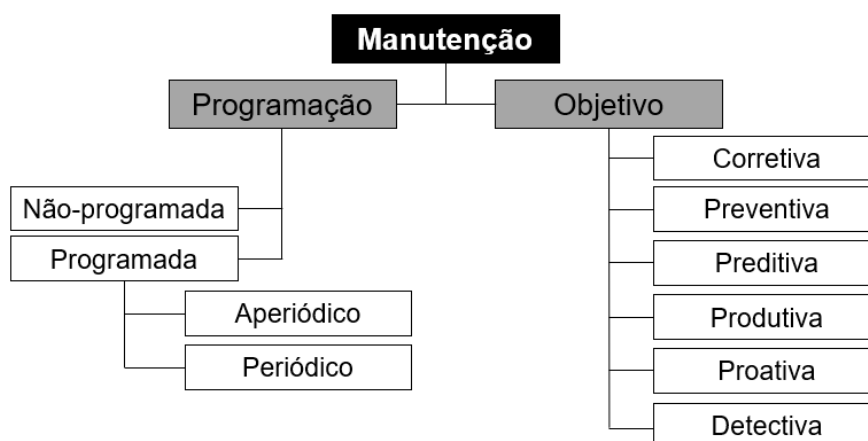 Manutenção
Programação
Objetivo
Não-programada
Programada
Aperiódico
Periódico
Corretiva
Preventiva
Preditiva
Produtiva
Proativa
Detectiva